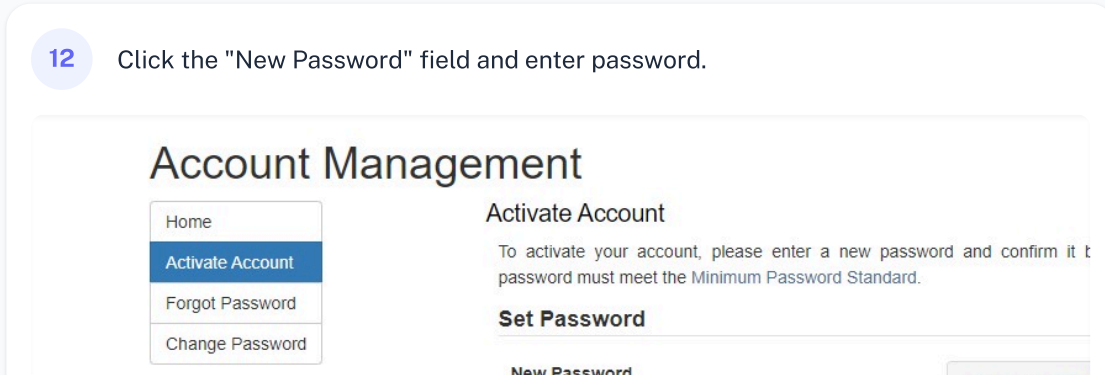 12
Click the "New Password" field and enter password.
Account Management
Home
Activate Account
Forgot Password
Change Password
Activate Account
To activate your account, please enter a new password and confirm it
password must meet the Minimum Password Standard.
Set Password
New Password